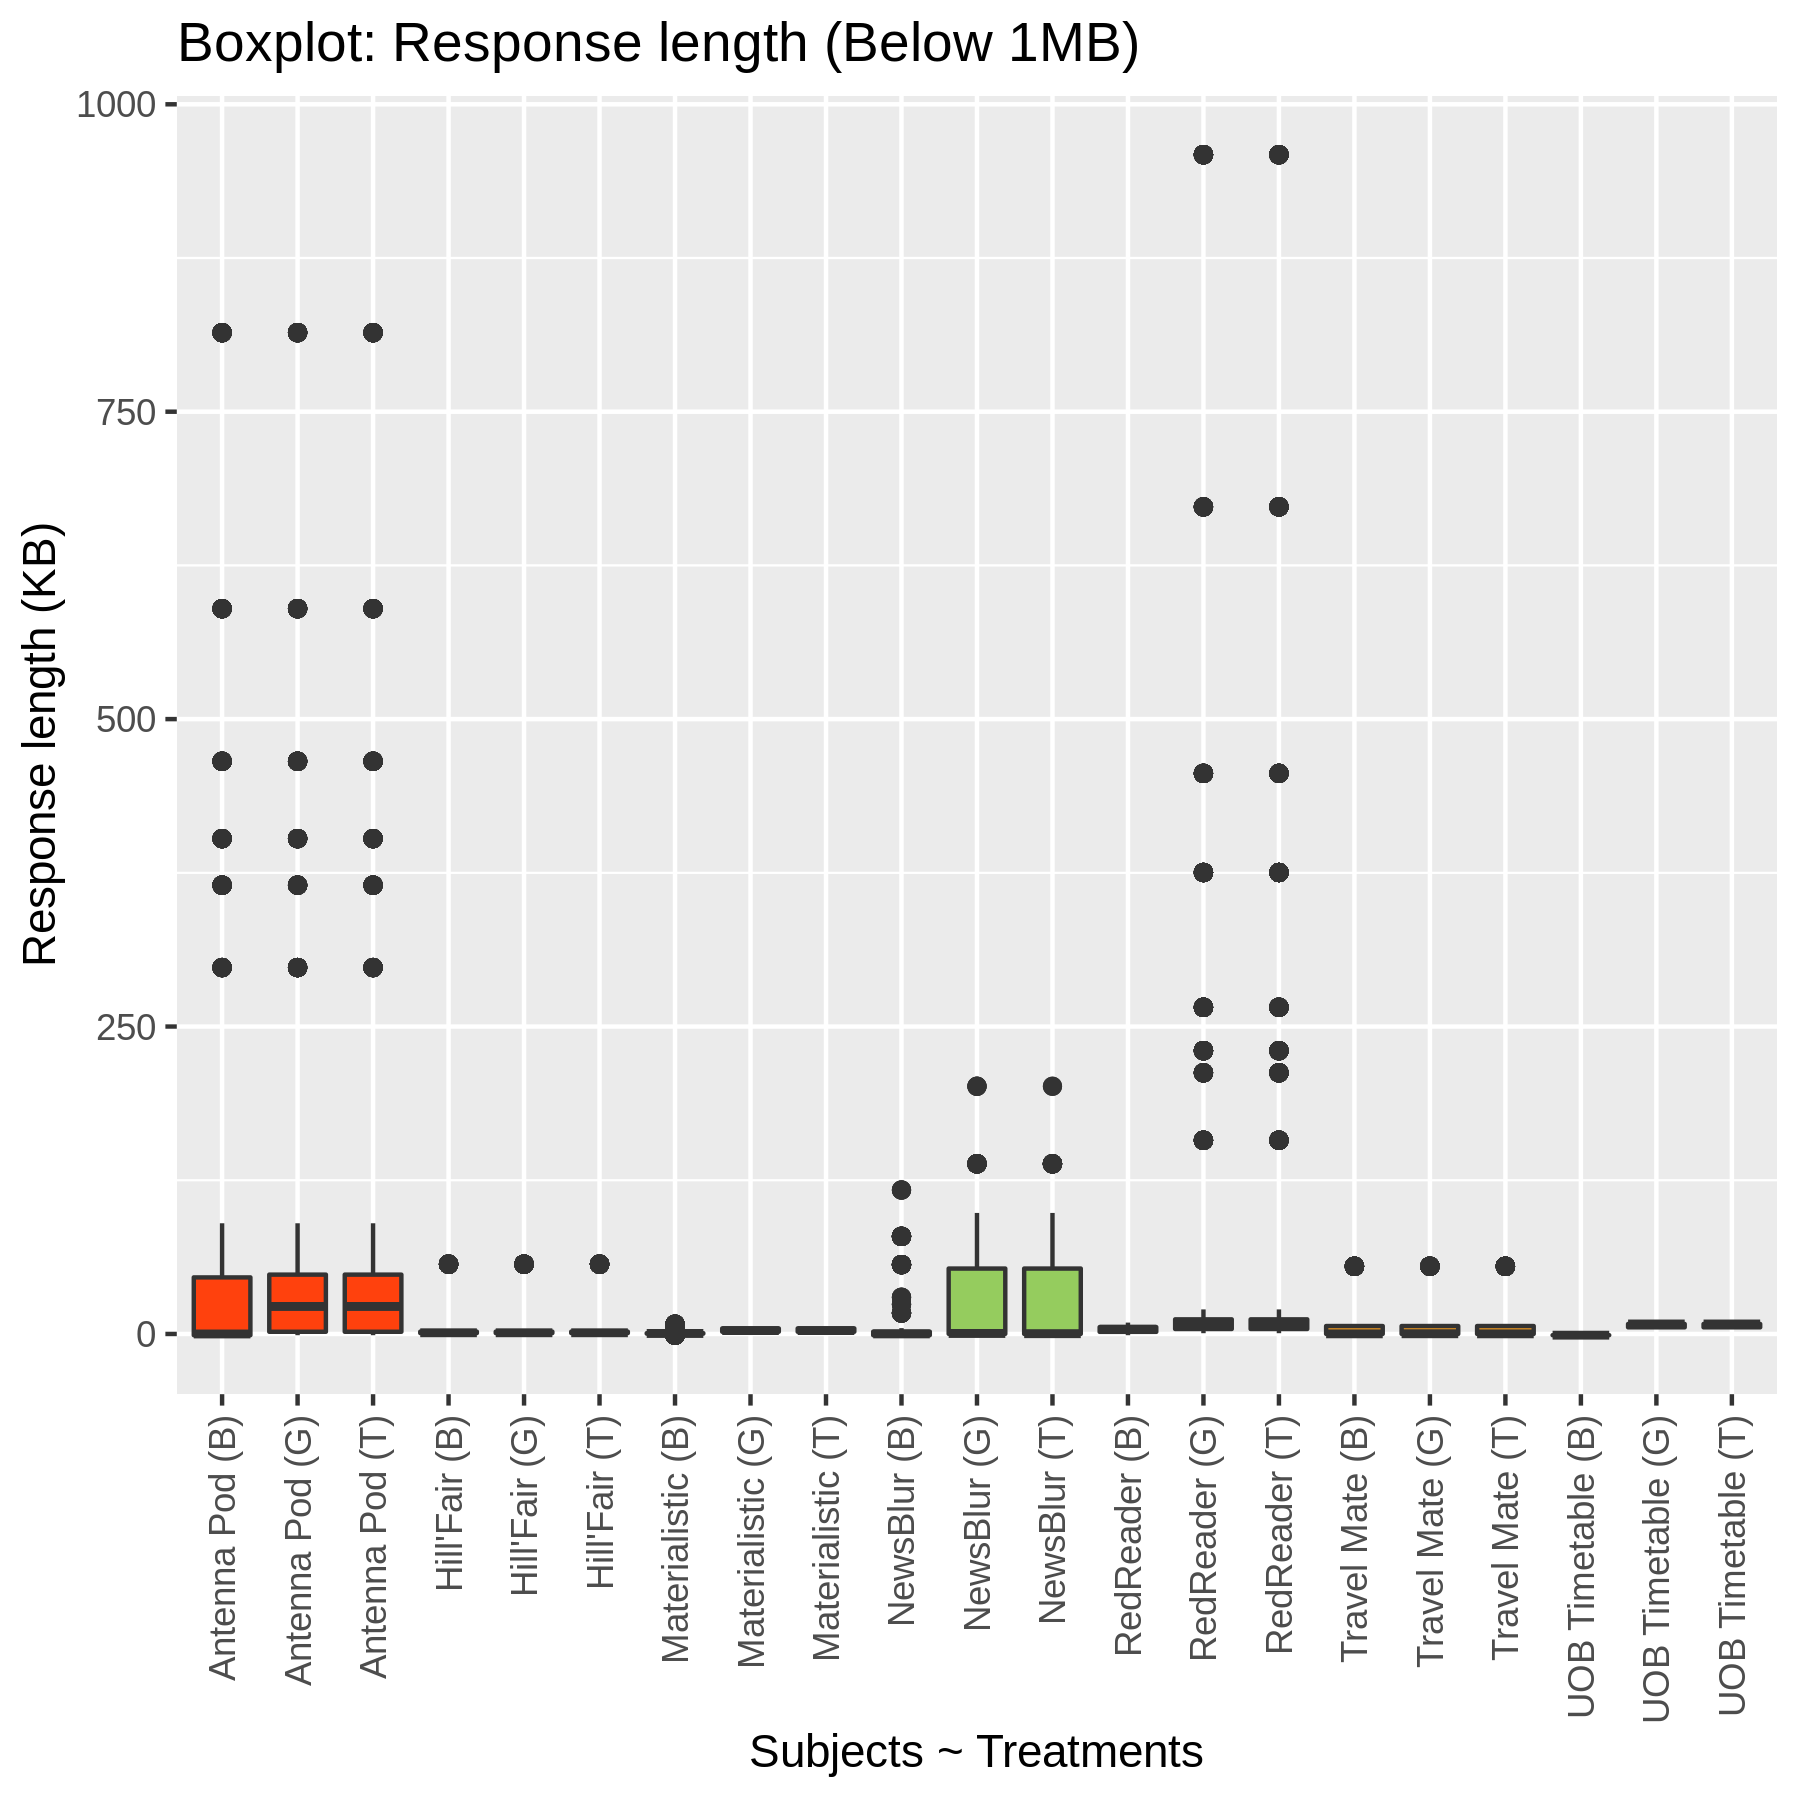 Boxplot: Response length (Below 1MB)
Response length (KB)
1000
750
500
250
0
Antenna Pod (B)
Antenna Pod (G)
Antenna Pod (T)
Hill'Fair (B)
Hill'Fair (G)
Hill'Fair (T)
Materialistic (B)
Materialistic (G)
Materialistic (T)
NewsBlur (B)
NewsBlur (G)
NewsBlur (T)
RedReader (B)
RedReader (G)
RedReader (T)
Travel Mate (B)
Travel Mate (G)
Travel Mate (T)
UOB Timetable (B)
UOB Timetable (G)
UOB Timetable (T)
Subjects ~ Treatments